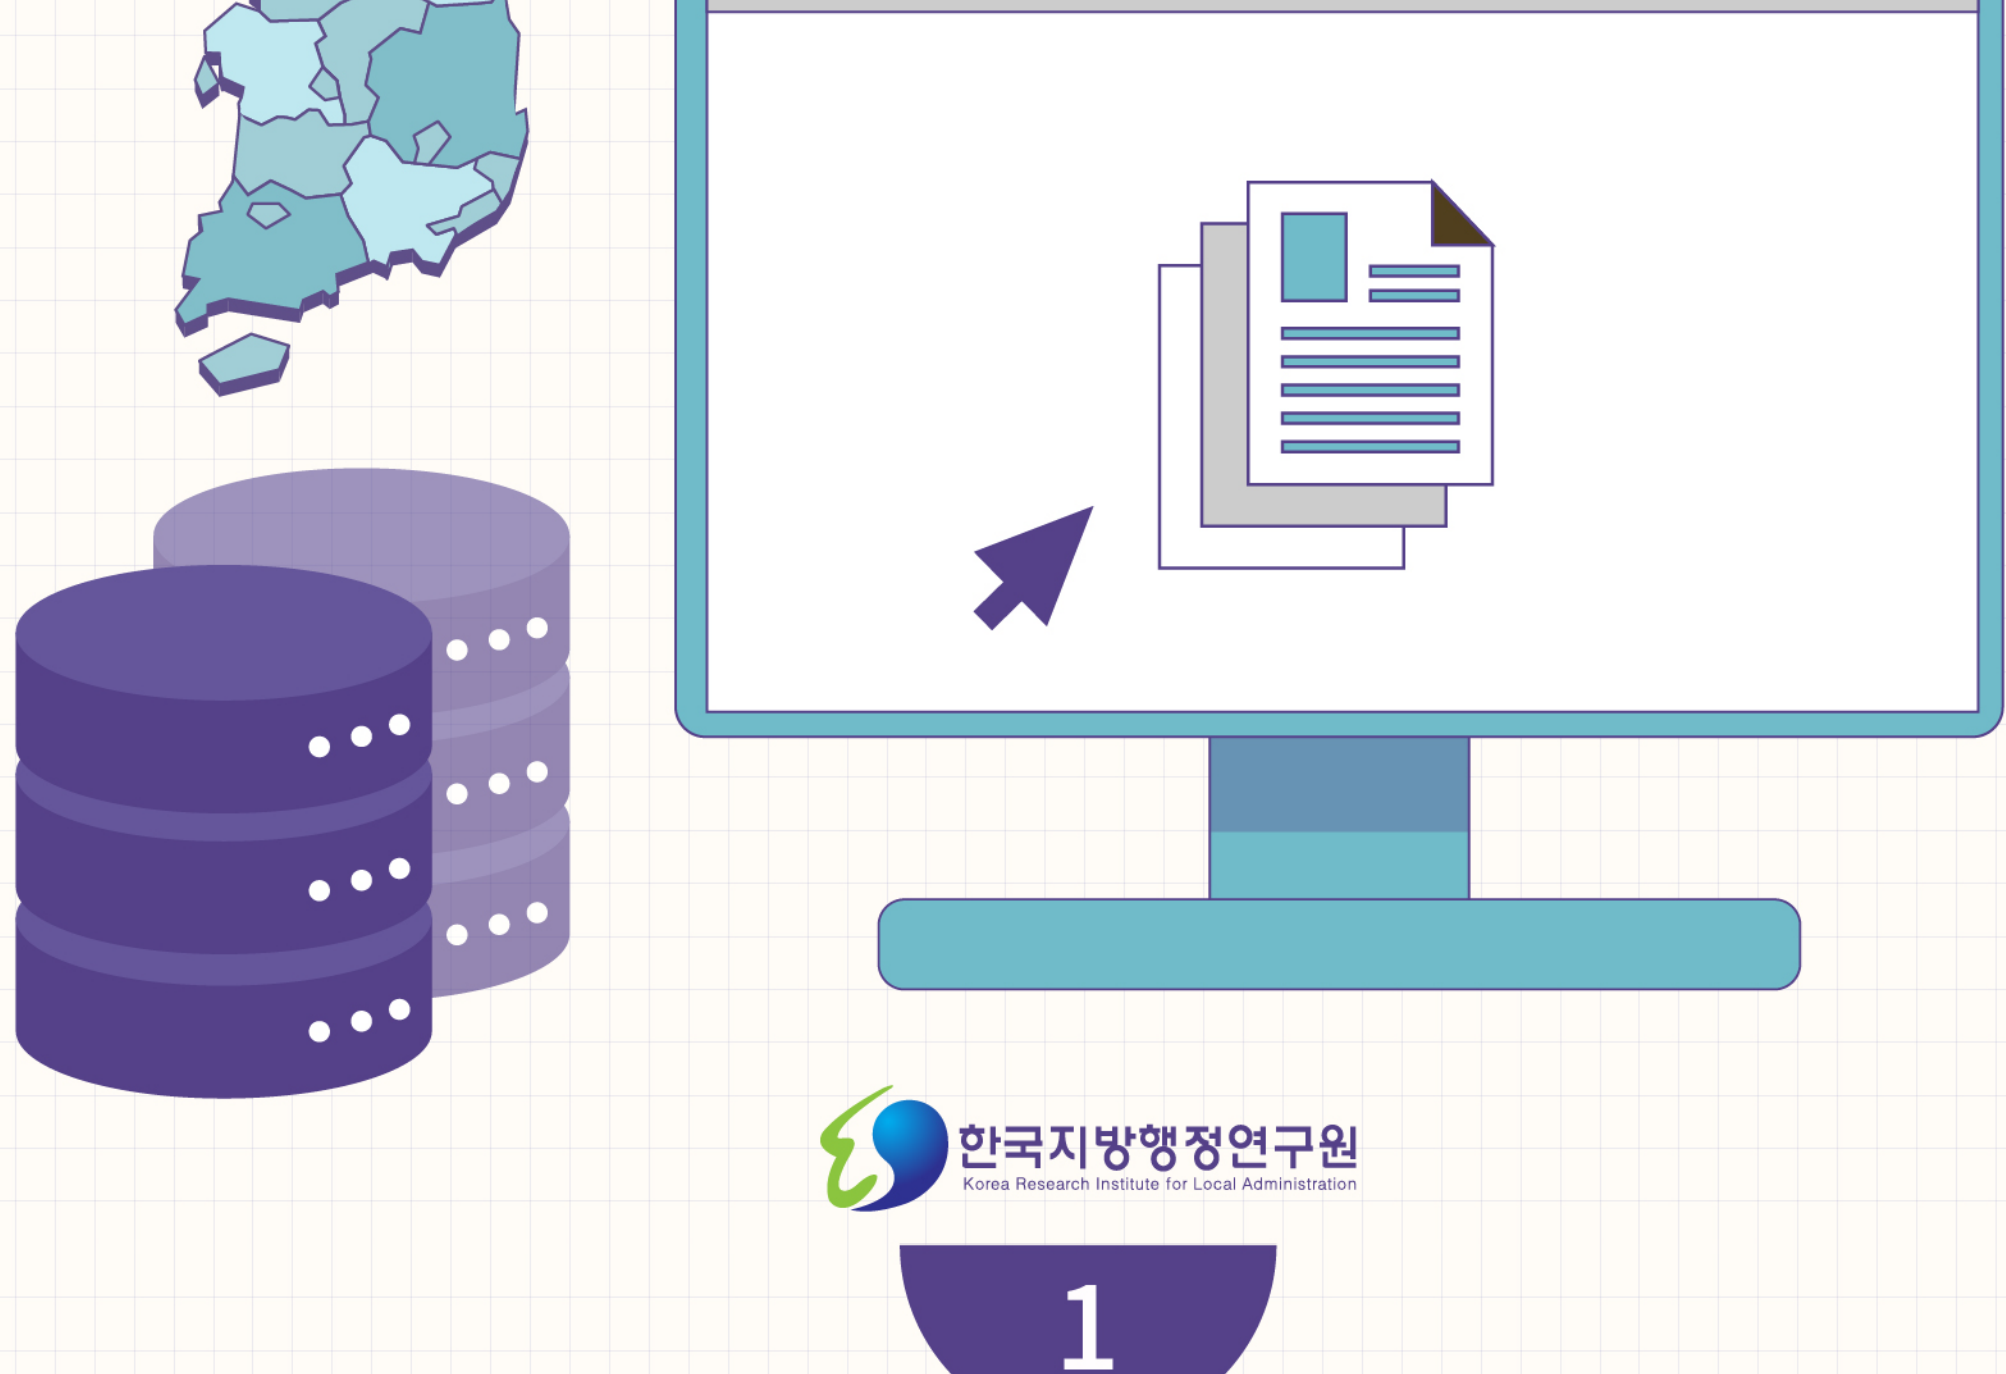 한국지방행정연구원
Korea Research Institute for Local Administration
1